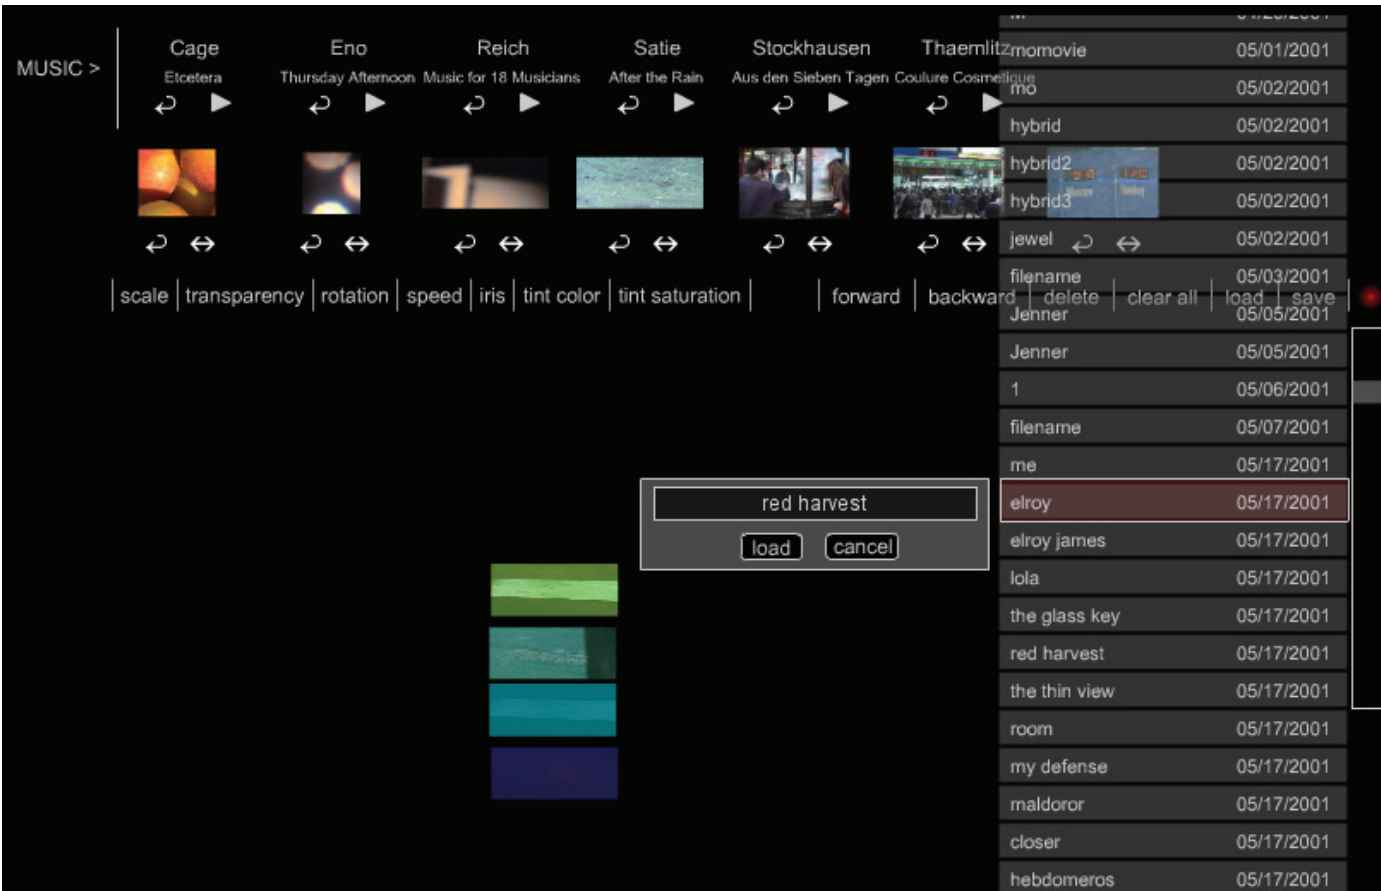 MUSIC >
Cage
Etcetera
Eno
Thursday Afternoon
Reich
Music for 18 Musicians
Satie
After the Rain
Stockhausen
Aus den Sieben Tagen
Thaemlitz
Coulure Cosmetique
scale transparency rotation speed iris tint color tint saturation
forward backward delete clear all load save
red harvest
load cancel
momovie 05/01/2001
mo 05/02/2001
hybrid 05/02/2001
hybrid2 05/02/2001
hybrid3 05/02/2001
jewel 05/02/2001
filename 05/03/2001
Jenner 05/05/2001
Jenner 05/05/2001
1 05/06/2001
filename 05/07/2001
me 05/17/2001
elroy 05/17/2001
elroy james 05/17/2001
lola 05/17/2001
the glass key 05/17/2001
red harvest 05/17/2001
the thin view 05/17/2001
room 05/17/2001
my defense 05/17/2001
maldoror 05/17/2001
closer 05/17/2001
hebdomeros 05/17/2001